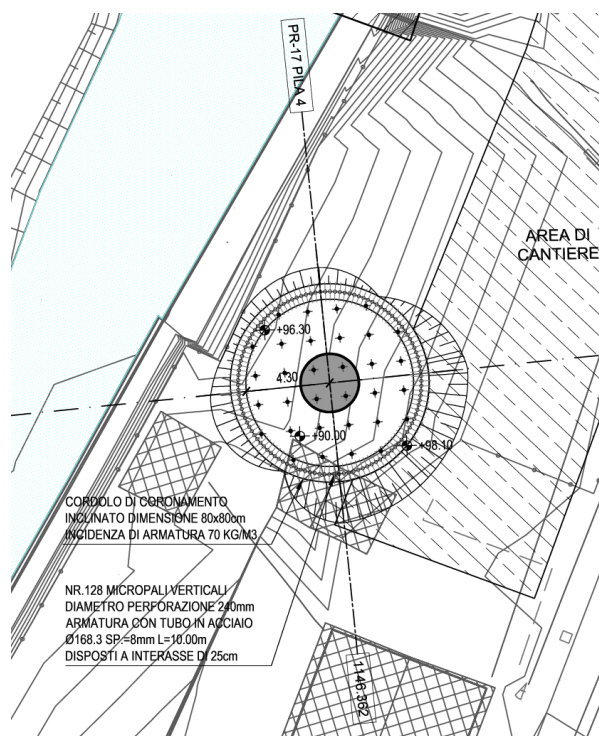 PR-17 PILA 4
AREA DI
CANTIERE
+96.30
4.30
+90.00
+98.10
CORDOLO DI CORONAMENTO
INCLINATO DIMENSIONE 80x80cm
INCIDENZA DI ARMATURA 70 KG/M3
NR.128 MICROPALI VERTICALI
DIAMETRO PERFORAZIONE 240mm
ARMATURA CON TUBO IN ACCIAIO
Ø168.3 SP.=8mm L=10.00m
DISPOSTI A INTERASSE DI 25cm
1146.362